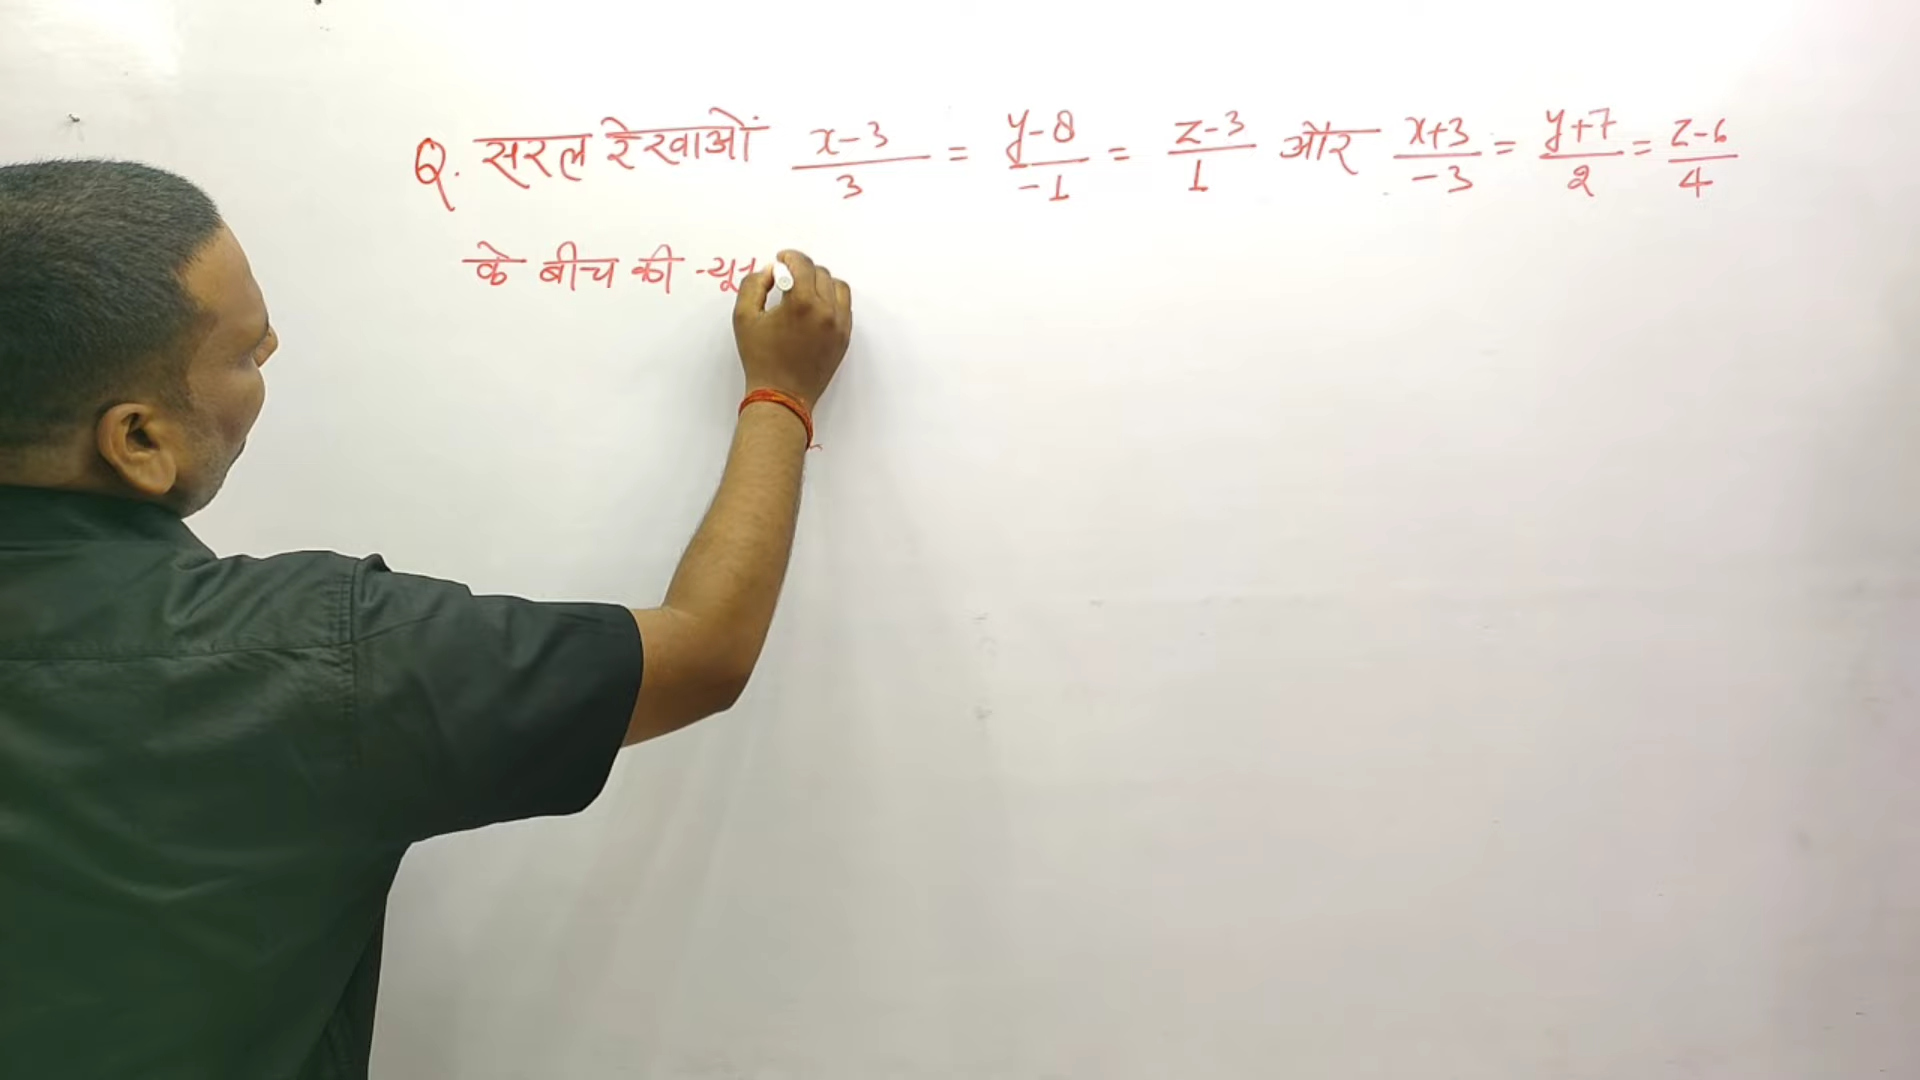 Q. सरल रेखाओं x-3/3 = y-8/-1 = z-3/1 और x+3/-3 = y+7/2 = z-6/4
के बीच की